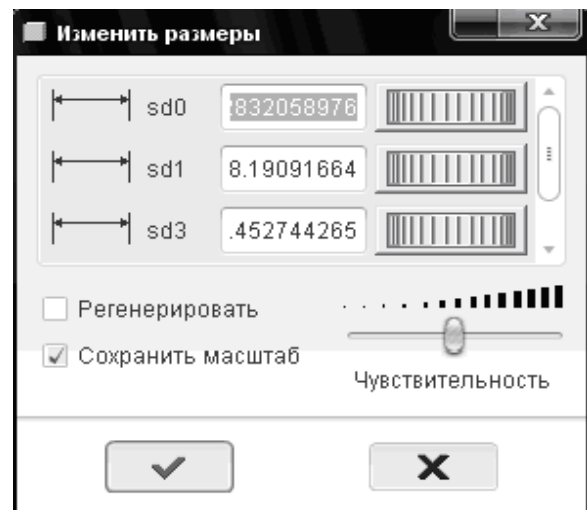 Изменить размеры
sd0 832058976
sd1 8.19091664
sd3 .452744265
Регенерировать
Сохранить масштаб
Чувствительность